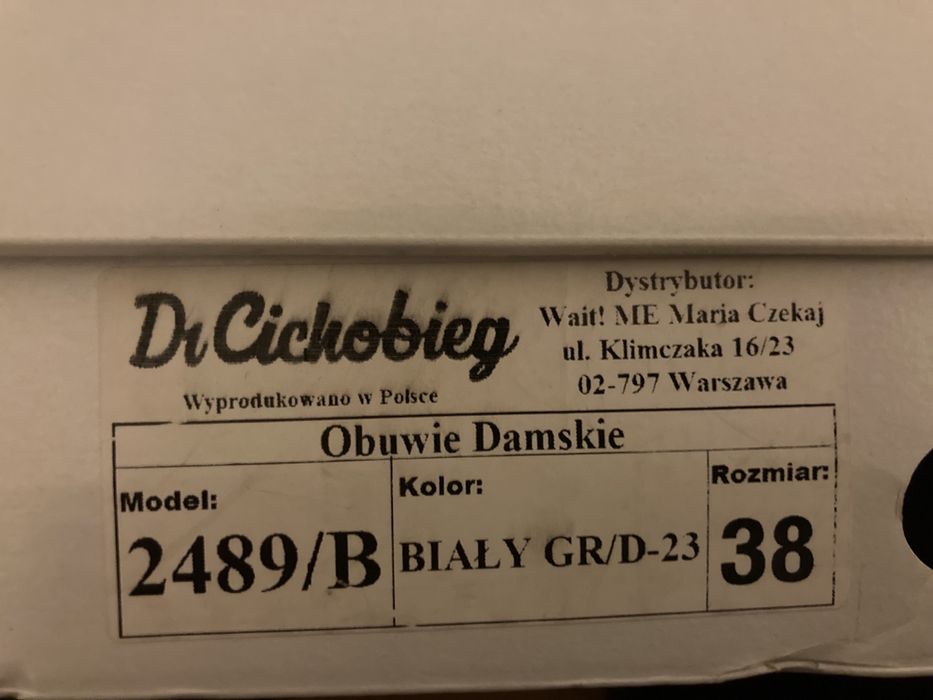 Dr Cichobieg
Wyprodukowano w Polsce
Dystrybutor:
Wait! ME Maria Czekaj
ul. Klimczaka 16/23
02-797 Warszawa
Obuwie Damskie
Model:
2489/B
Kolor:
BIAŁY GR/D-23
Rozmiar:
38